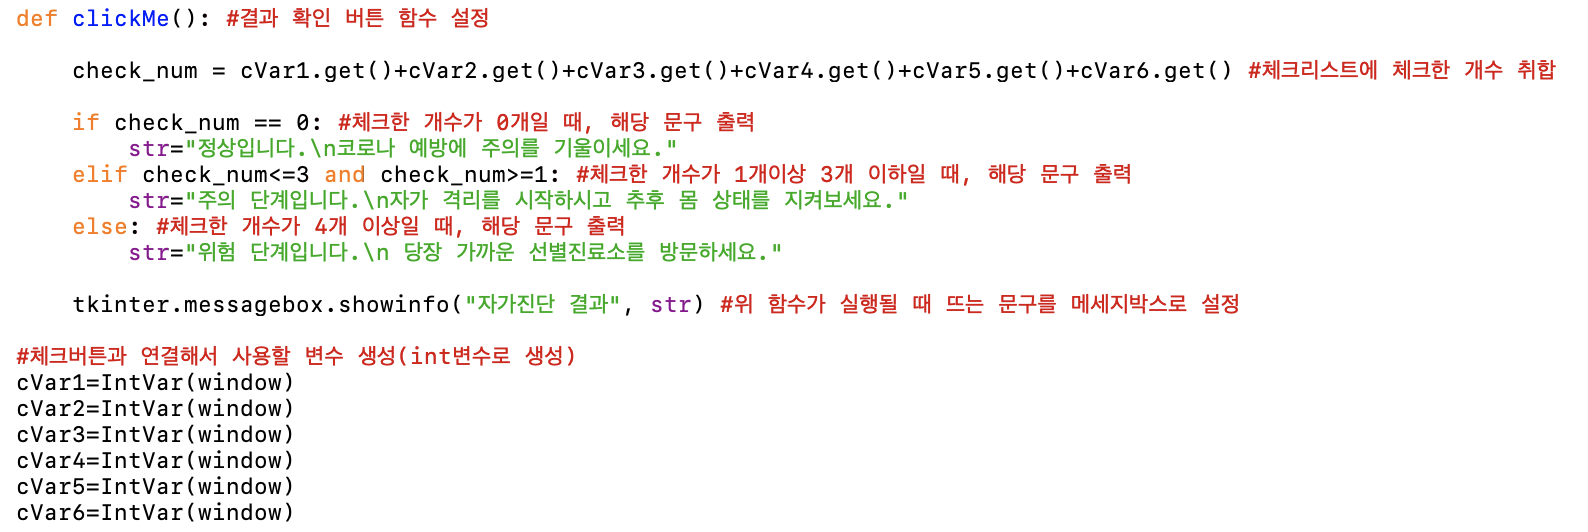 def clickMe(): #결과 확인 버튼 함수 설정
check_num = cVar1.get()+cVar2.get()+cVar3.get()+cVar4.get()+cVar5.get()+cVar6.get() #체크리스트에 체크한 개수 취합
if check_num == 0: #체크한 개수가 0개일 때, 해당 문구 출력
str="정상입니다.\n코로나 예방에 주의를 기울이세요."
elif check_num<=3 and check_num>=1: #체크한 개수가 1개이상 3개 이하일 때, 해당 문구 출력
str="주의 단계입니다.\n자가 격리를 시작하시고 추후 몸 상태를 지켜보세요."
else: #체크한 개수가 4개 이상일 때, 해당 문구 출력
str="위험 단계입니다.\n 당장 가까운 선별진료소를 방문하세요."
tkinter.messagebox.showinfo("자가진단 결과", str) #위 함수가 실행될 때 뜨는 문구를 메세지박스로 설정
#체크버튼과 연결해서 사용할 변수 생성(int변수로 생성)
cVar1=IntVar(window)
cVar2=IntVar(window)
cVar3=IntVar(window)
cVar4=IntVar(window)
cVar5=IntVar(window)
cVar6=IntVar(window)